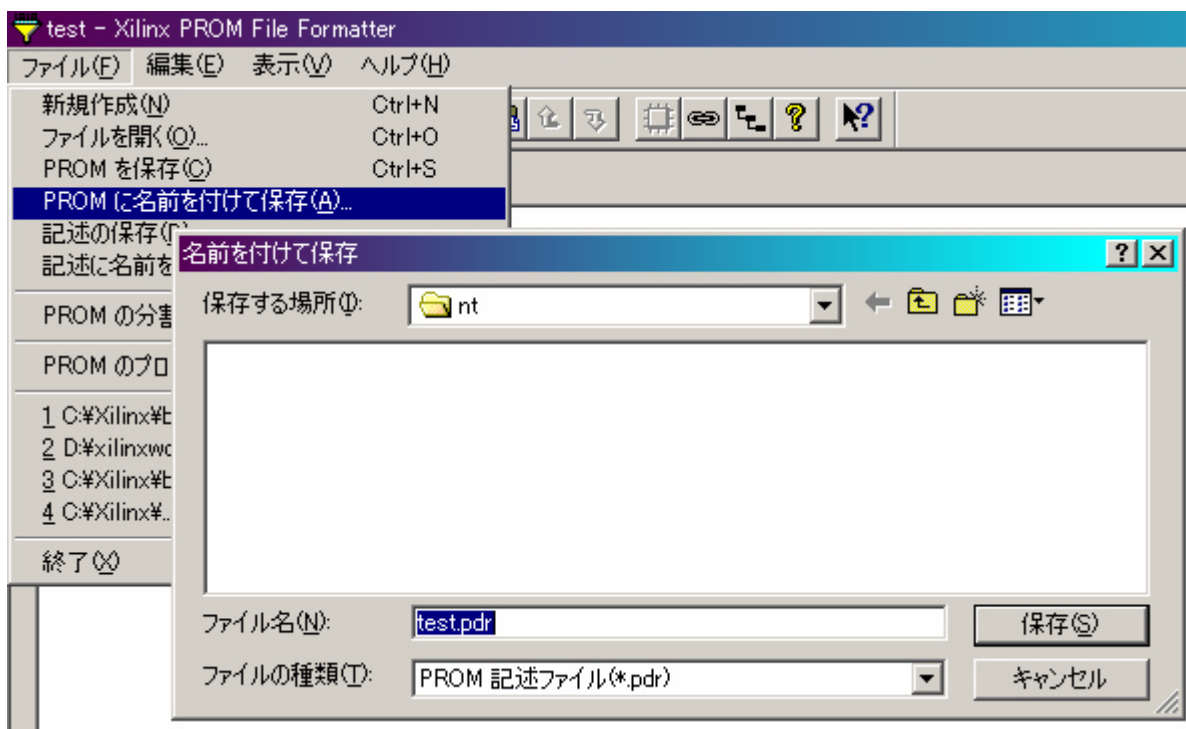 test - Xilinx PROM File Formatter
ファイル(F) 編集(E) 表示(V) ヘルプ(H)
新規作成(N) Ctrl+N
ファイルを開く(O)... Ctrl+O
PROM を保存(C) Ctrl+S
PROM に名前を付けて保存(A)...
記述の保存
記述に名前を
名前を付けて保存
保存する場所(I): nt
PROM の分割
PROM のプロ
1 C:¥Xilinx¥
2 D:¥xilinxwo
3 C:¥Xilinx¥
4 C:¥Xilinx¥..
終了(X)
ファイル名(N): test.pdr 保存(S)
ファイルの種類(T): PROM 記述ファイル(*.pdr) キャンセル